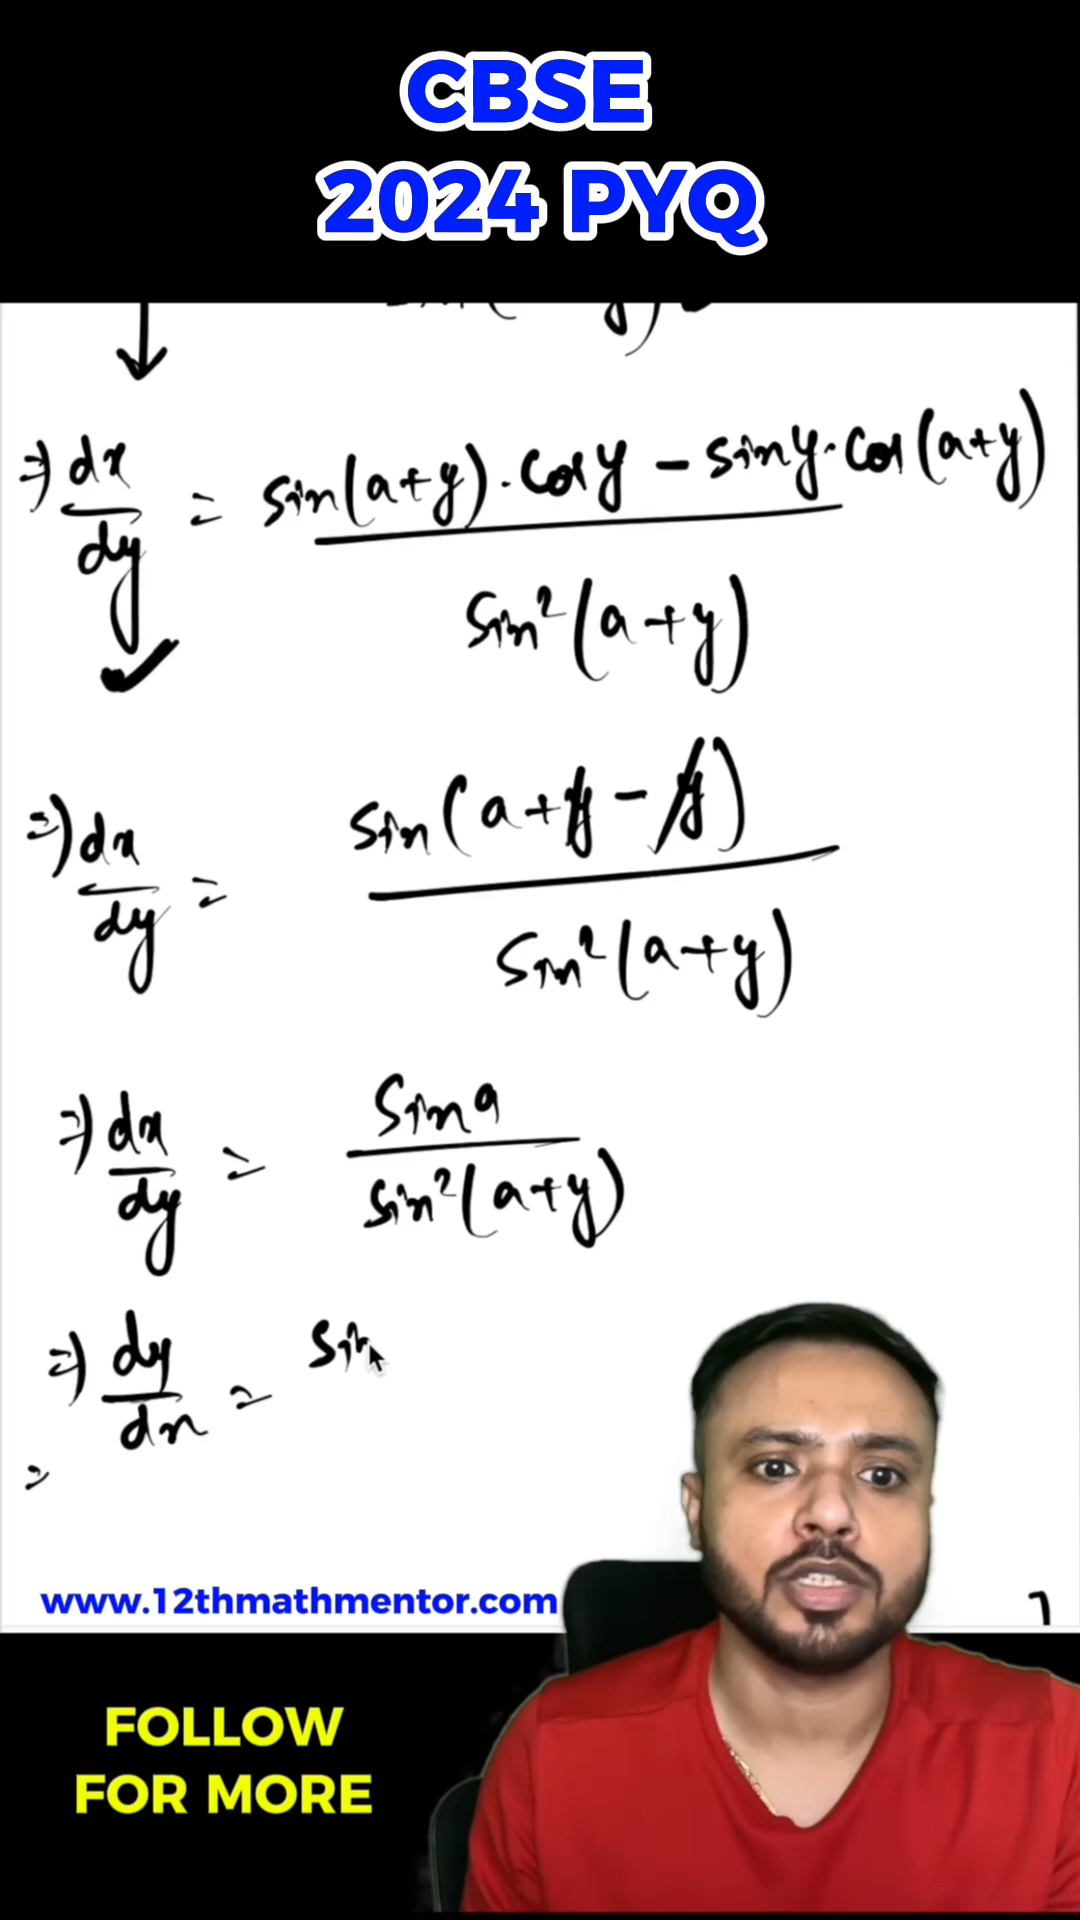 CBSE
2024 PYQ
⇒ dx/dy = sin(a+y).cos y - sin y.cos(a+y)
sin²(a+y)
⇒ dx/dy = sin(a+y-y)
sin²(a+y)
⇒ dx/dy = sin a
sin²(a+y)
⇒ dy/dx = sin
=
www.12thmathmentor.com
FOLLOW
FOR MORE